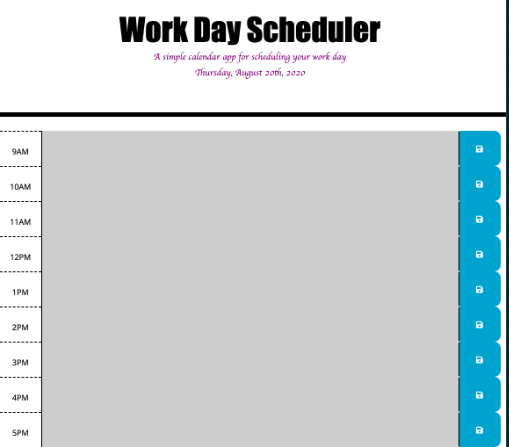 Work Day Scheduler
A simple calendar app for scheduling your work day
Thursday, August 20th, 2020
9AM
10AM
11AM
12PM
1PM
2PM
3PM
4PM
5PM